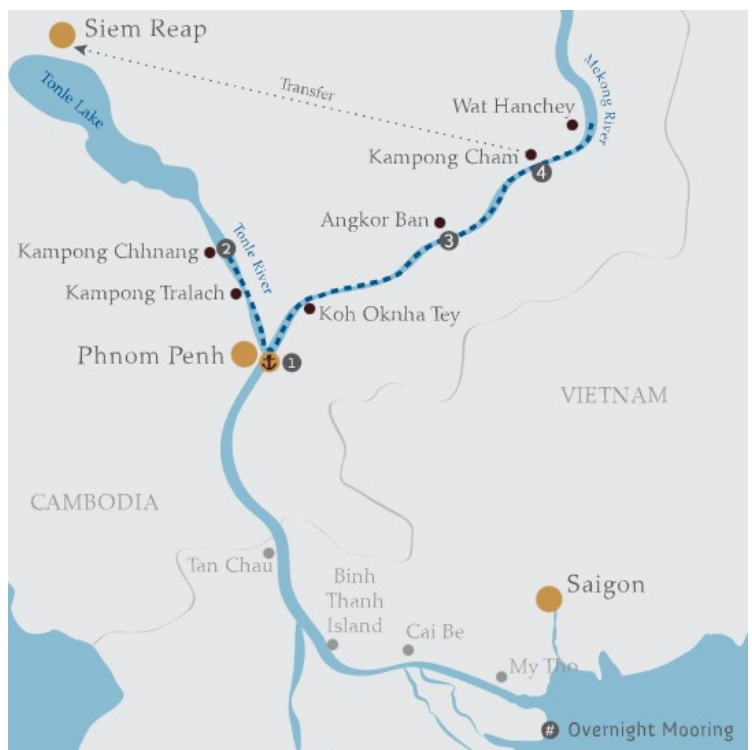 Siem Reap
Tonle Lake
Transfer
Mekong River
Wat Hanchey
Kampong Cham
4
Angkor Ban
3
Kampong Chhnang
2
Tonle River
Kampong Tralach
Koh Oknha Tey
Phnom Penh
1
VIETNAM
CAMBODIA
Tan Chau
Binh
Thanh
Island
Saigon
Cai Be
My Tho
# Overnight Mooring